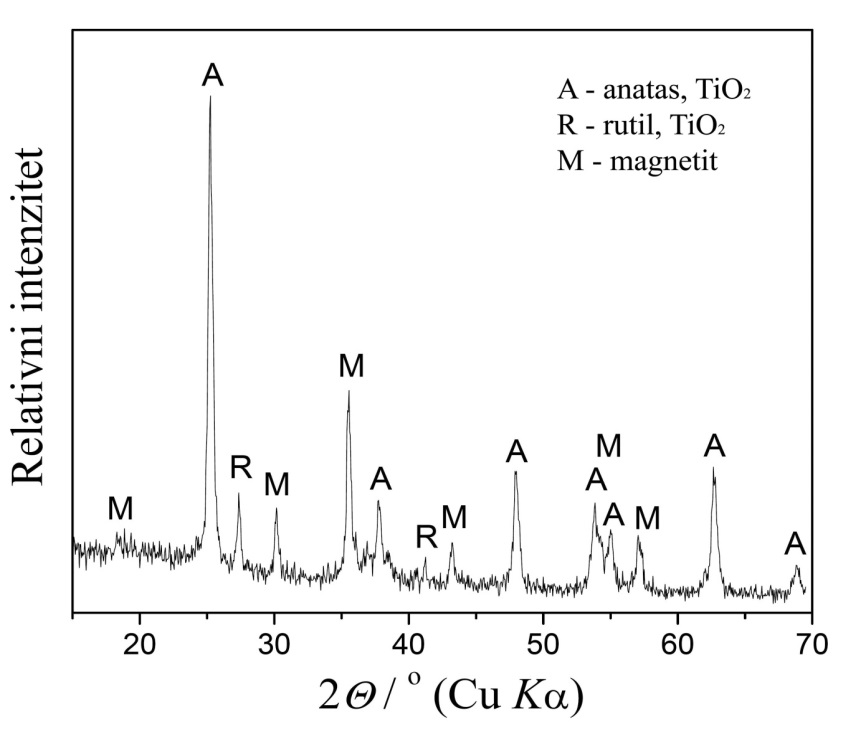 A
A - anatas, TiO₂
R - rutil, TiO₂
M - magnetit
Relativni intenzitet
M
A
M
A
R
M
A
A
M
M
R
M
A
M
A
20 30 40 50 60 70
2Θ / º (Cu Kα)